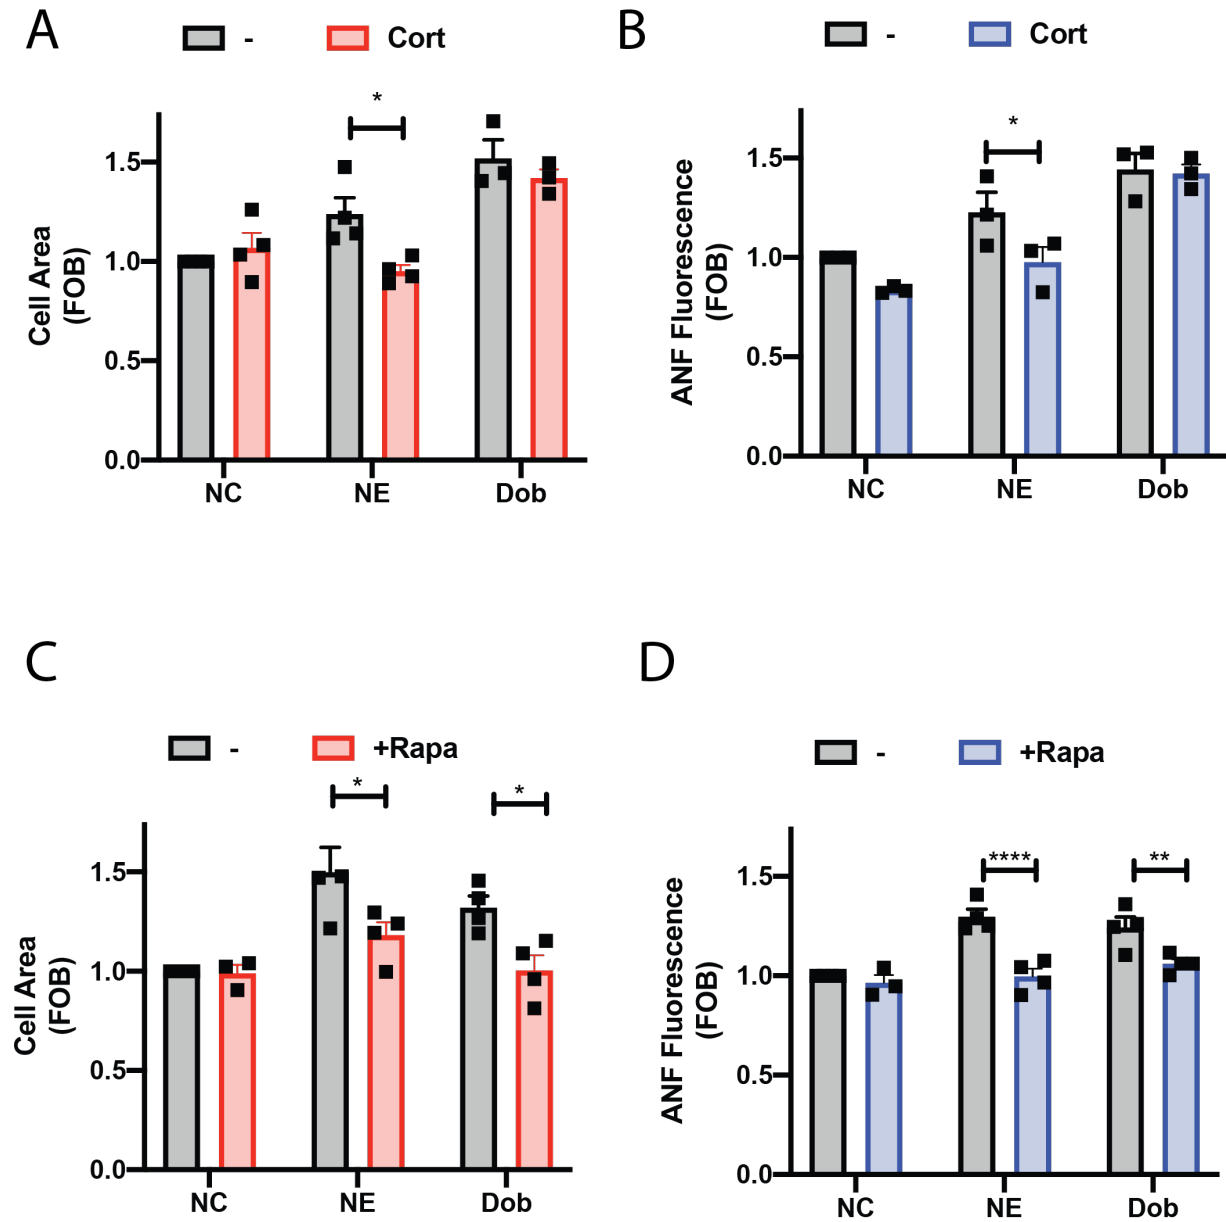 A
- Cort
*
Cell Area
(FOB)
1.5
1.0
0.5
0.0
NC NE Dob
B
- Cort
*
ANF Fluorescence
(FOB)
1.5
1.0
0.5
0.0
NC NE Dob
C
- +Rapa
* *
Cell Area
(FOB)
1.5
1.0
0.5
0.0
NC NE Dob
D
- +Rapa
**** **
ANF Fluorescence
(FOB)
1.5
1.0
0.5
0.0
NC NE Dob